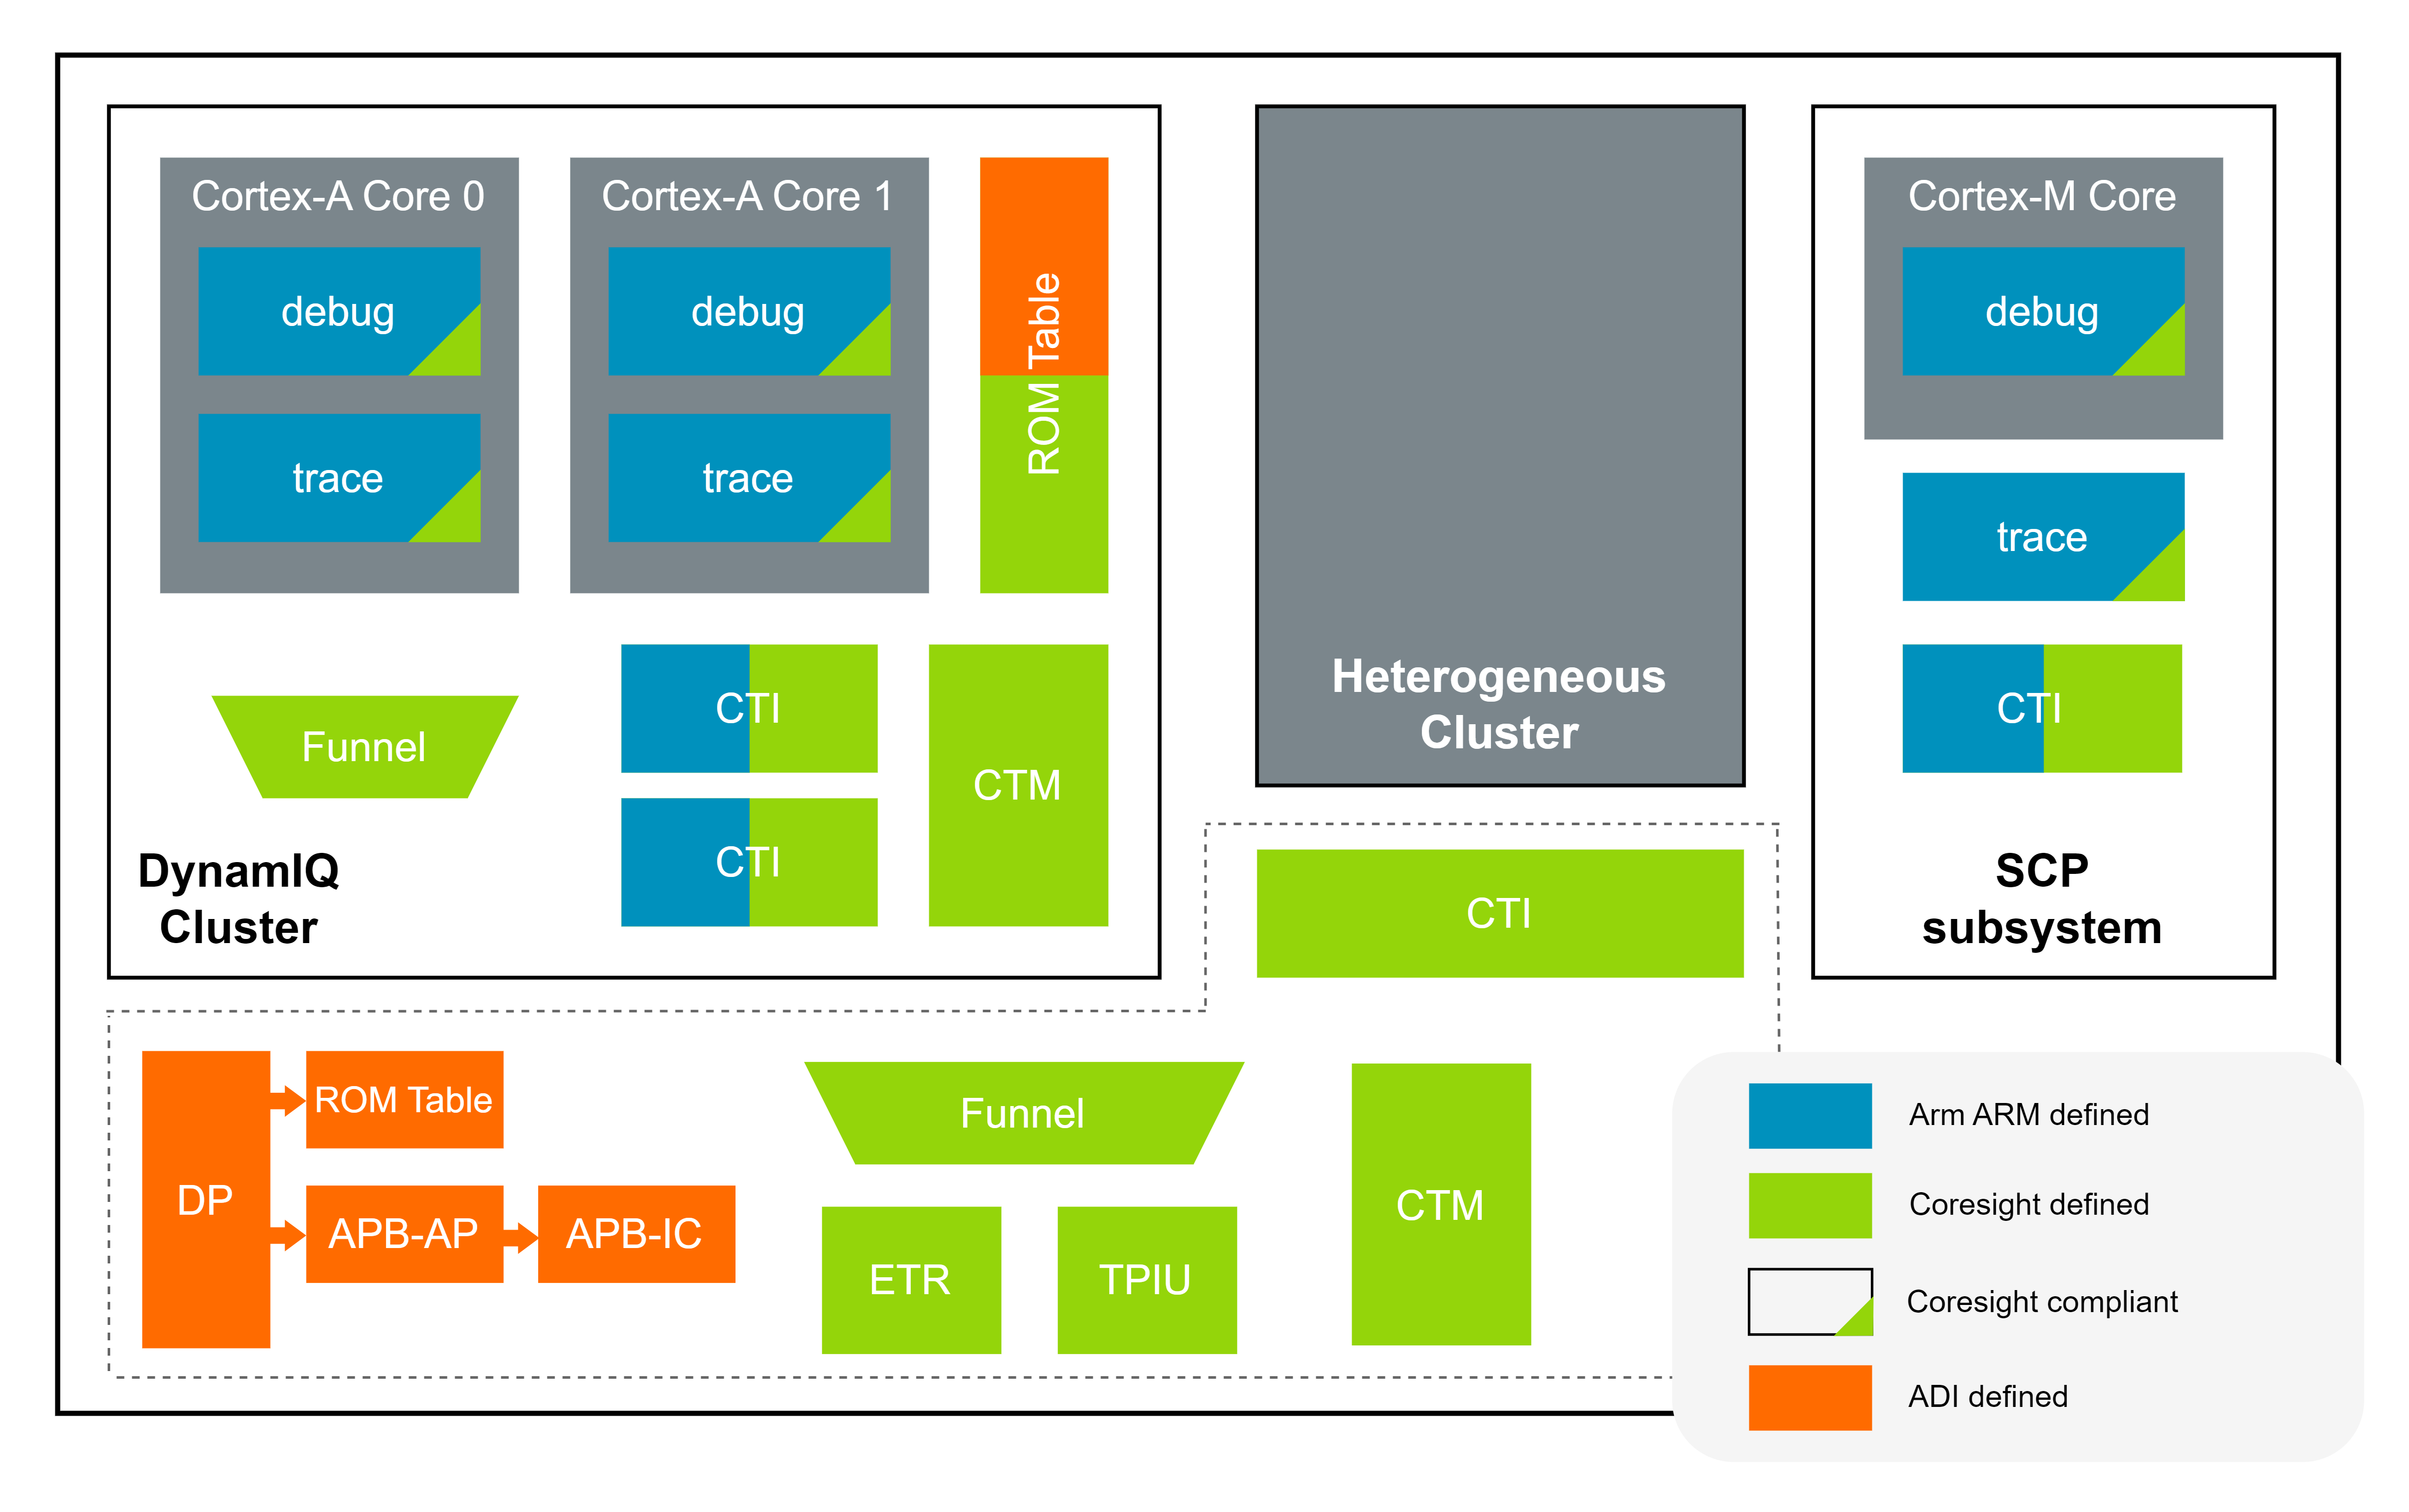 Cortex-A Core 0
debug
trace
Cortex-A Core 1
debug
trace
ROM Table
Funnel
CTI
CTI
CTM
DynamIQ
Cluster
Heterogeneous
Cluster
Cortex-M Core
debug
trace
CTI
SCP
subsystem
CTI
DP
ROM Table
APB-AP
APB-IC
Funnel
ETR
TPIU
CTM
Arm ARM defined
Coresight defined
Coresight compliant
ADI defined